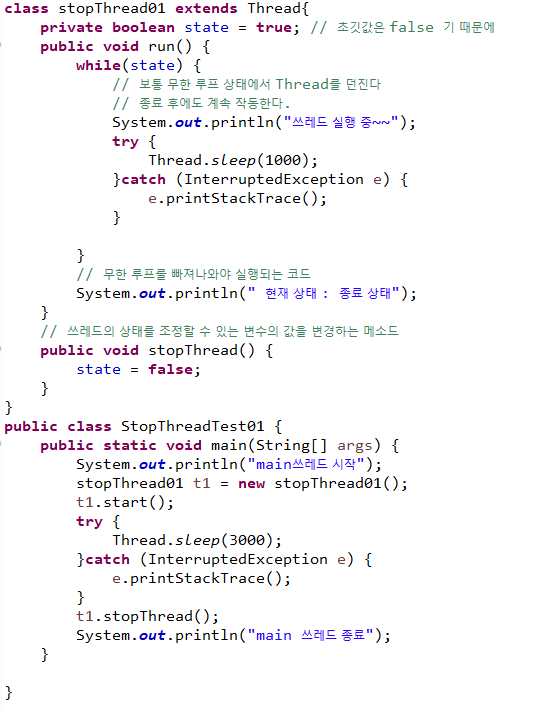 class stopThread01 extends Thread{
    private boolean state = true; // 초깃값은 false 기 때문에
    public void run() {
        while(state) {
            // 보통 무한 루프 상태에서 Thread를 던진다
            // 종료 후에도 계속 작동한다.
            System.out.println("쓰레드 실행 중~~");
            try {
                Thread.sleep(1000);
            }catch (InterruptedException e) {
                e.printStackTrace();
            }

        }
        // 무한 루프를 빠져나와야 실행되는 코드
        System.out.println(" 현재 상태 : 종료 상태");
    }
    // 쓰레드의 상태를 조정할 수 있는 변수의 값을 변경하는 메소드
    public void stopThread() {
        state = false;
    }
}
public class StopThreadTest01 {
    public static void main(String[] args) {
        System.out.println("main쓰레드 시작");
        stopThread01 t1 = new stopThread01();
        t1.start();
        try {
            Thread.sleep(3000);
        }catch (InterruptedException e) {
            e.printStackTrace();
        }
        t1.stopThread();
        System.out.println("main 쓰레드 종료");
    }

}